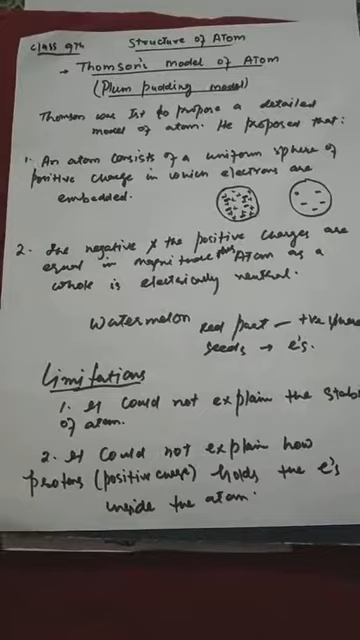 Class 9th
Structure of Atom
→ Thomson's model of Atom
(Plum pudding model)
Thomson was Ist to propose a detailed
model of atom. He proposed that:
1. An atom consists of a uniform sphere of
positive charge in which electrons are
embedded.
2. The negative & the positive charges are
equal in magnitude thus Atom as a
whole is electrically neutral.
Watermelon red part — +ve sphere
seeds → e's.
Limitations
1. It could not explain the stab
of atom.
2. It could not explain how
protons (positive charge) holds the e's
inside the atom.